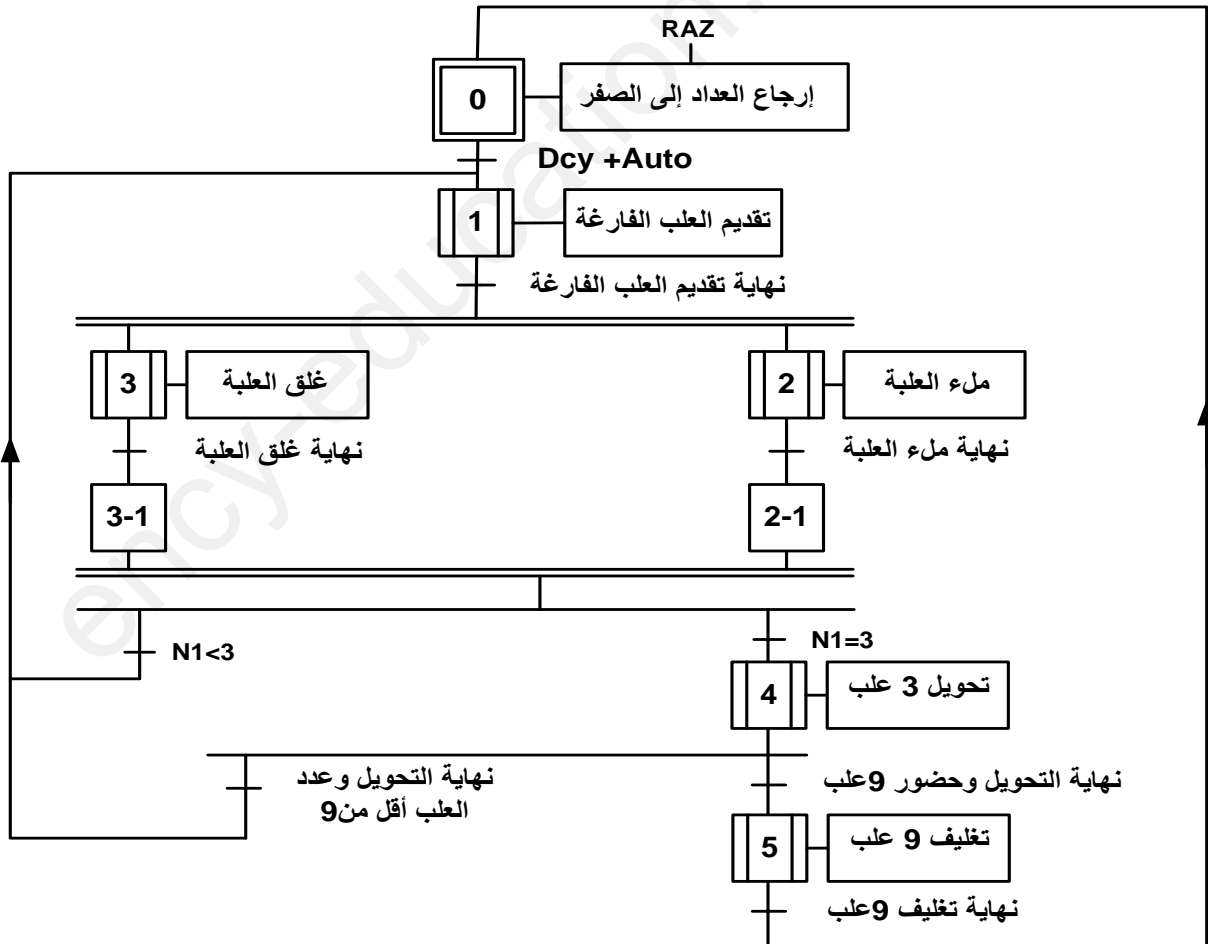 RAZ
0
إرجاع العداد إلى الصفر
Dcy +Auto
1
تقديم العلب الفارغة
نهاية تقديم العلب الفارغة
3
غلق العلبة
2
ملء العلبة
نهاية غلق العلبة
نهاية ملء العلبة
3-1
2-1
N1<3
N1=3
4
تحويل 3 علب
نهاية التحويل وعدد
العلب أقل من9
نهاية التحويل وحضور 9علب
5
تغليف 9 علب
نهاية تغليف 9علب
ency-education.